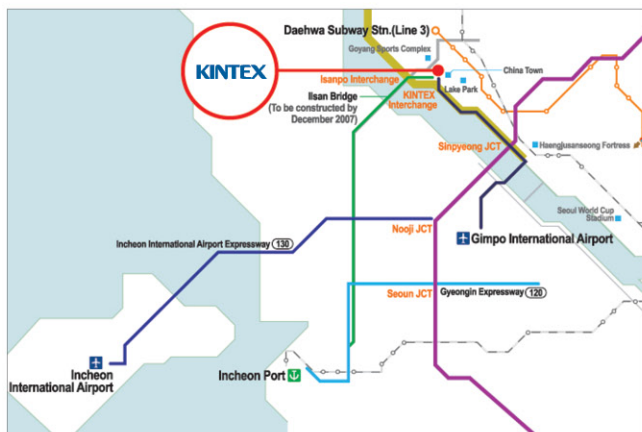 Daehwa Subway Stn.(Line 3)
Goyang Sports Complex
KINTEX
China Town
Isanpo Interchange
Lake Park
KINTEX
Interchange
Ilsan Bridge
(To be constructed by
December 2007)
Sinpyeong JCT
Haengjusanseong Fortress
Seoul World Cup
Stadium
Nooji JCT
Gimpo International Airport
Incheon International Airport Expressway 130
Seoun JCT
Gyeongin Expressway 120
Incheon
International Airport
Incheon Port